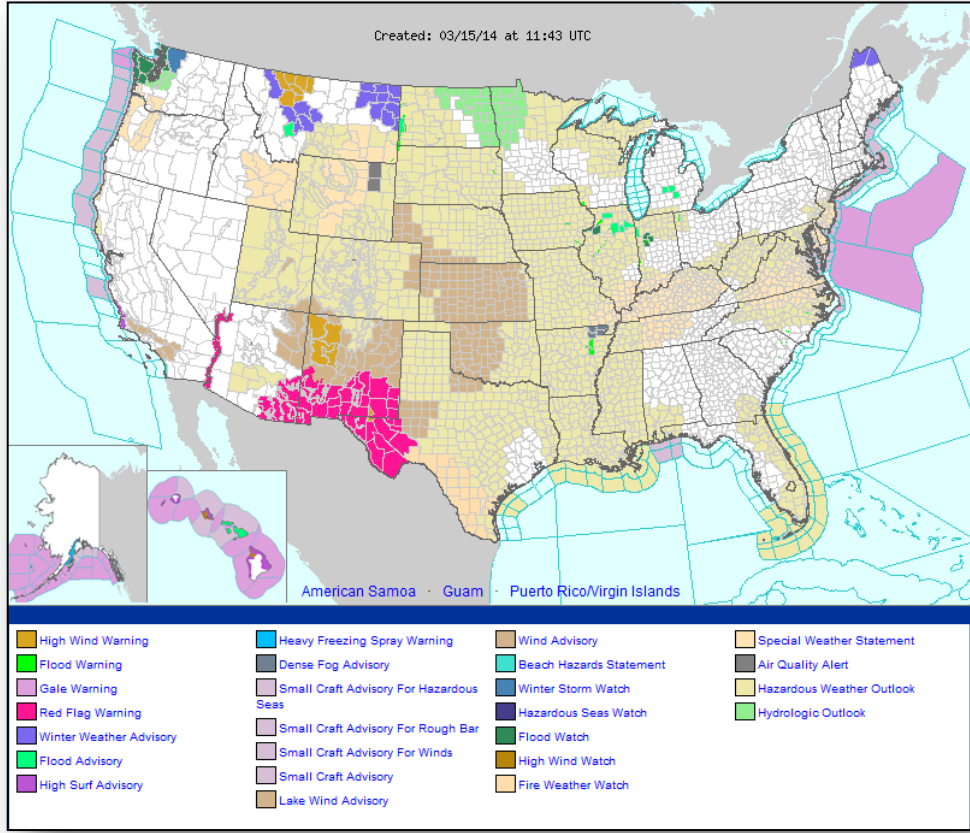 Created: 03/15/14 at 11:43 UTC
American Samoa · Guam · Puerto Rico/Virgin Islands
High Wind Warning
Flood Warning
Gale Warning
Red Flag Warning
Winter Weather Advisory
Flood Advisory
High Surf Advisory
Heavy Freezing Spray Warning
Dense Fog Advisory
Small Craft Advisory For Hazardous
Seas
Small Craft Advisory For Rough Bar
Small Craft Advisory For Winds
Small Craft Advisory
Lake Wind Advisory
Wind Advisory
Beach Hazards Statement
Winter Storm Watch
Hazardous Seas Watch
Flood Watch
High Wind Watch
Fire Weather Watch
Special Weather Statement
Air Quality Alert
Hazardous Weather Outlook
Hydrologic Outlook